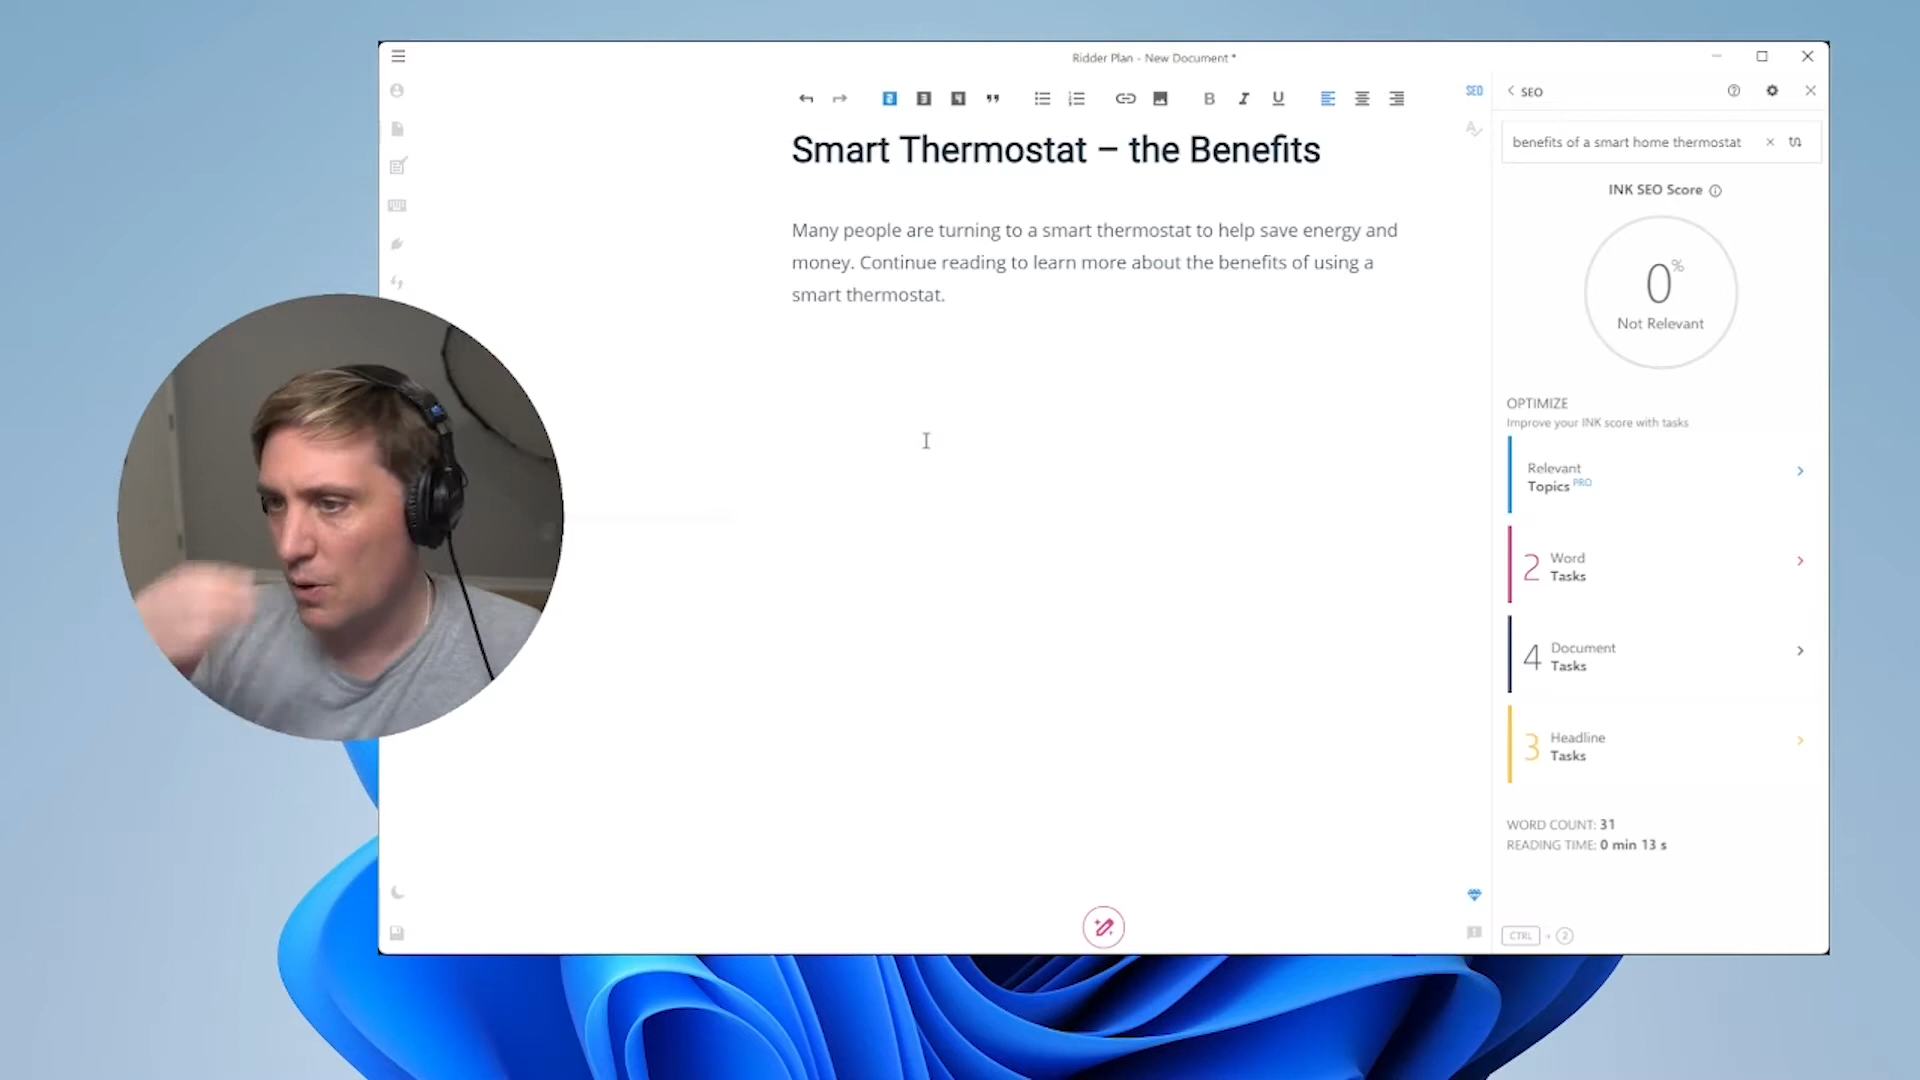 Ridder Plan - New Document *
SEO
SEO
Smart Thermostat – the Benefits
benefits of a smart home thermostat
INK SEO Score
Many people are turning to a smart thermostat to help save energy and
money. Continue reading to learn more about the benefits of using a
smart thermostat.
0%
Not Relevant
OPTIMIZE
Improve your INK score with tasks
Relevant
Topics PRO
2 Word
Tasks
4 Document
Tasks
3 Headline
Tasks
WORD COUNT: 31
READING TIME: 0 min 13 s
CTRL + 2